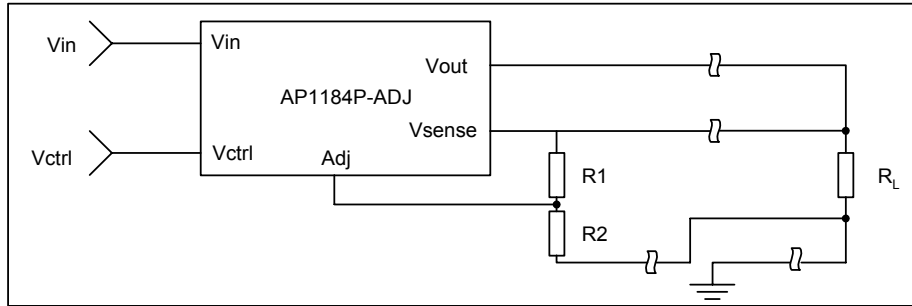 Vin
Vin
Vout
AP1184P-ADJ
Vsense
Vctrl
Vctrl
Adj
R1
RL
R2